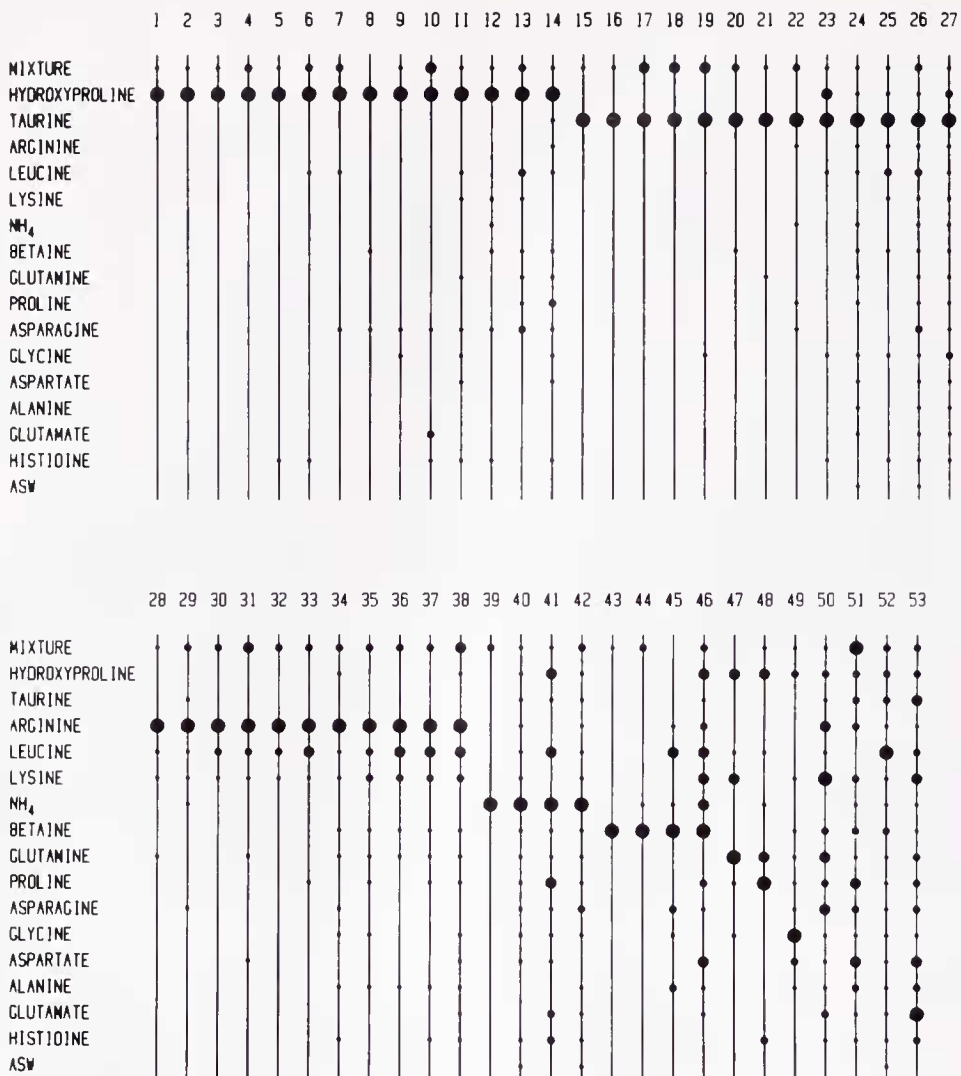 1 2 3 4 5 6 7 8 9 10 11 12 13 14 15 16 17 18 19 20 21 22 23 24 25 26 27
MIXTURE
HYDROXYPROLINE
TAURINE
ARGININE
LEUCINE
LYSINE
NH4
BETAINE
GLUTAMINE
PROLINE
ASPARAGINE
GLYCINE
ASPARTATE
ALANINE
GLUTAMATE
HISTIDINE
ASW
28 29 30 31 32 33 34 35 36 37 38 39 40 41 42 43 44 45 46 47 48 49 50 51 52 53
MIXTURE
HYDROXYPROLINE
TAURINE
ARGININE
LEUCINE
LYSINE
NH4
BETAINE
GLUTAMINE
PROLINE
ASPARAGINE
GLYCINE
ASPARTATE
ALANINE
GLUTAMATE
HISTIDINE
ASW